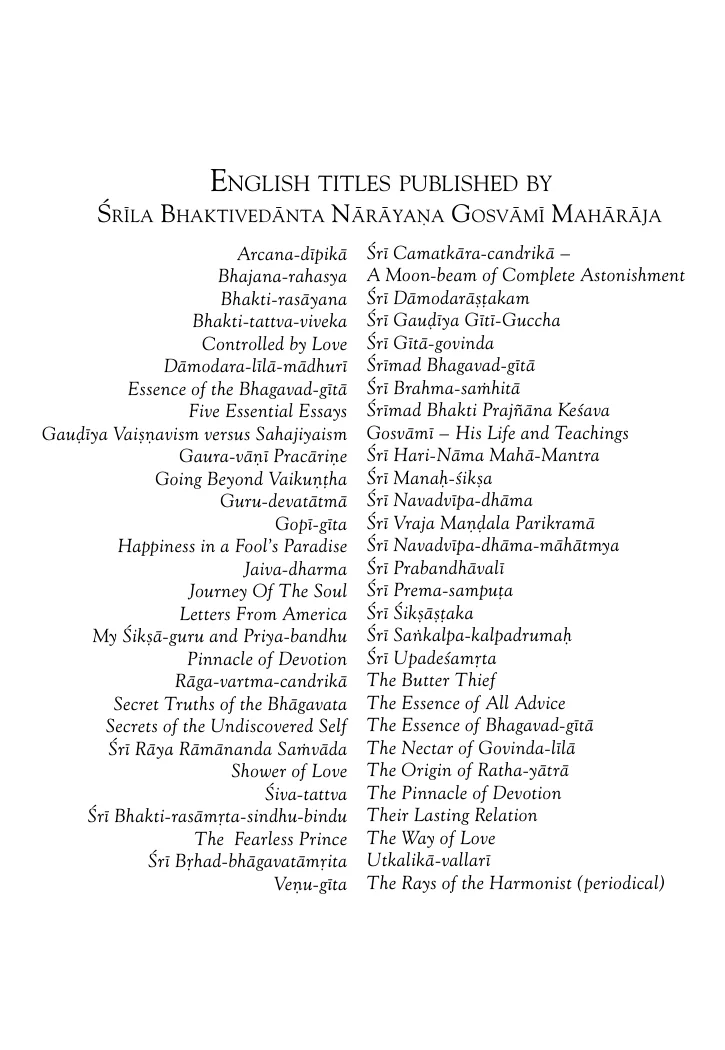 ENGLISH TITLES PUBLISHED BY
ŚRĪLA BHAKTIVEDĀNTA NĀRĀYAṆA GOSVĀMĪ MAHĀRĀJA
Arcana-dīpikā
Bhajana-rahasya
Bhakti-rasāyana
Bhakti-tattva-viveka
Controlled by Love
Dāmodara-līlā-mādhurī
Essence of the Bhagavad-gītā
Five Essential Essays
Gauḍīya Vaiṣṇavism versus Sahajiyaism
Gaura-vāṇī Pracāriṇe
Going Beyond Vaikuṇṭha
Guru-devatātmā
Gopī-gīta
Happiness in a Fool's Paradise
Jaiva-dharma
Journey Of The Soul
Letters From America
My Śikṣā-guru and Priya-bandhu
Pinnacle of Devotion
Rāga-vartma-candrikā
Secret Truths of the Bhāgavata
Secrets of the Undiscovered Self
Śrī Rāya Rāmānanda Saṁvāda
Shower of Love
Śiva-tattva
Śrī Bhakti-rasāmṛta-sindhu-bindu
The Fearless Prince
Śrī Bṛhad-bhāgavatāmṛita
Veṇu-gīta
Śrī Camatkāra-candrikā –
A Moon-beam of Complete Astonishment
Śrī Dāmodarāṣṭakam
Śrī Gauḍīya Gītī-Guccha
Śrī Gītā-govinda
Śrīmad Bhagavad-gītā
Śrī Brahma-saṁhitā
Śrīmad Bhakti Prajñāna Keśava
Gosvāmī – His Life and Teachings
Śrī Hari-Nāma Mahā-Mantra
Śrī Manaḥ-śikṣa
Śrī Navadvīpa-dhāma
Śrī Vraja Maṇḍala Parikramā
Śrī Navadvīpa-dhāma-māhātmya
Śrī Prabandhāvalī
Śrī Prema-sampuṭa
Śrī Śikṣāṣṭaka
Śrī Saṅkalpa-kalpadrumaḥ
Śrī Upadeśamṛta
The Butter Thief
The Essence of All Advice
The Essence of Bhagavad-gītā
The Nectar of Govinda-līlā
The Origin of Ratha-yātrā
The Pinnacle of Devotion
Their Lasting Relation
The Way of Love
Utkalikā-vallarī
The Rays of the Harmonist (periodical)